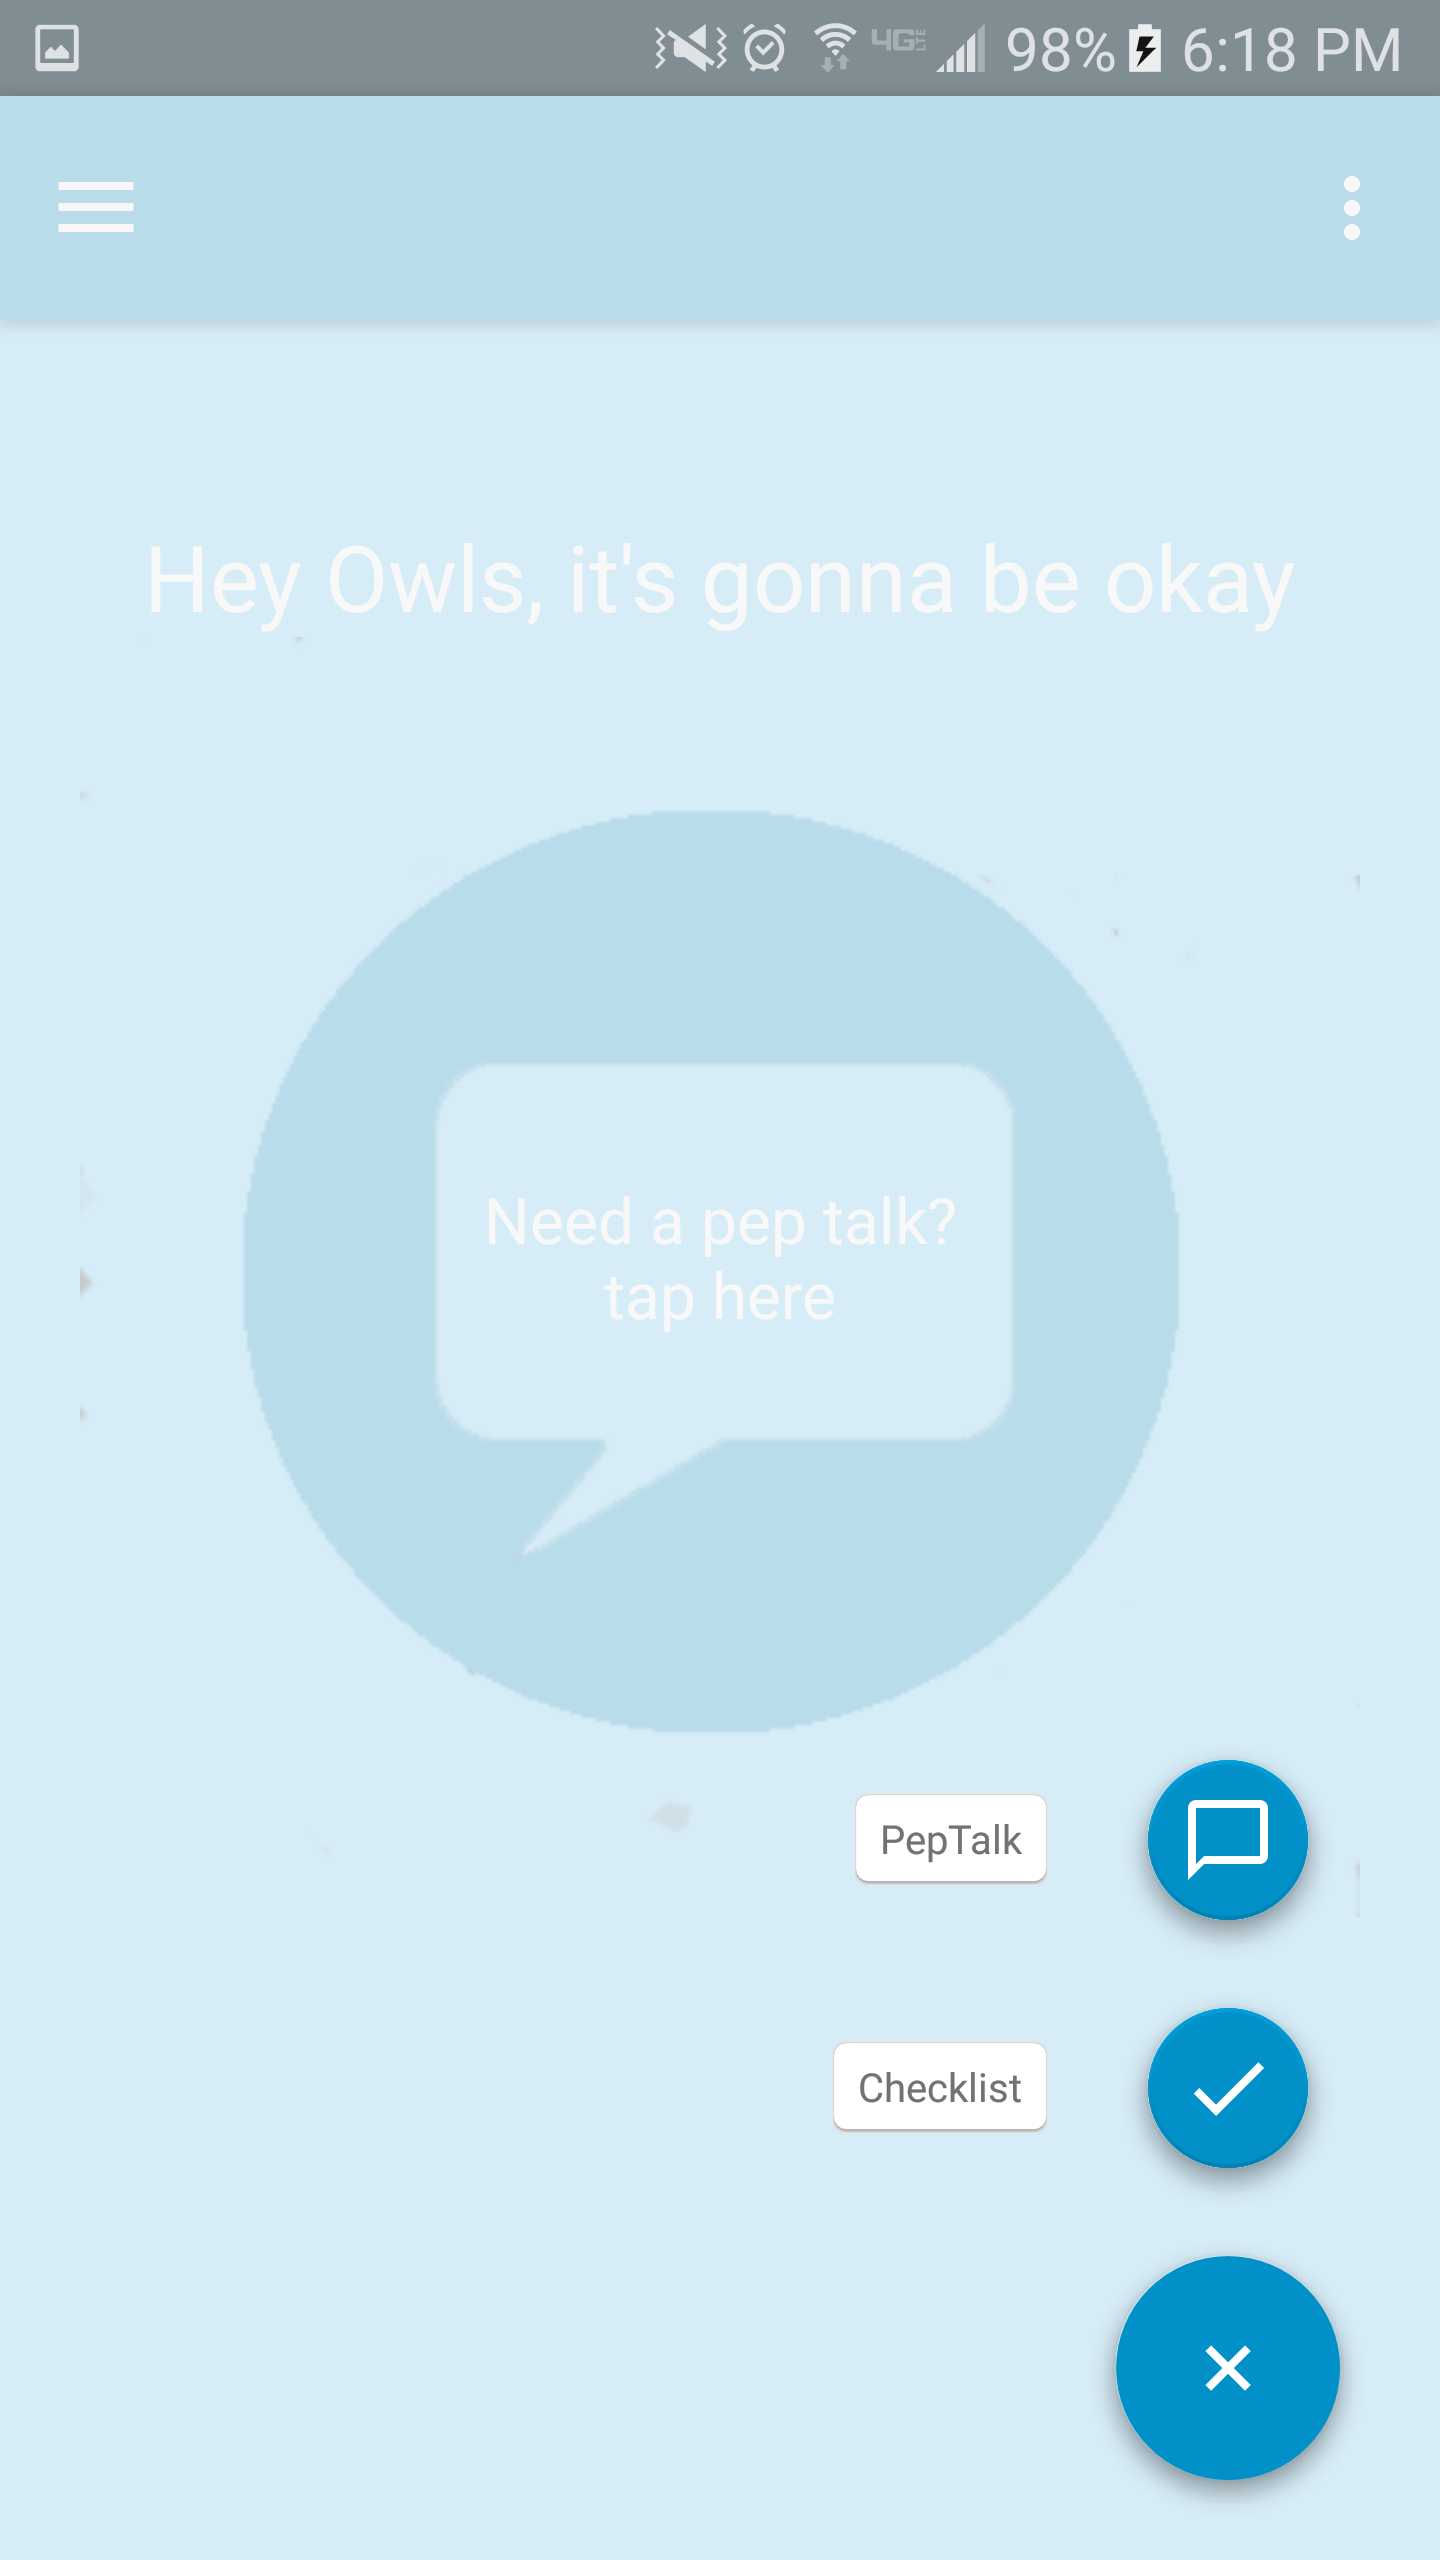 4G LTE 98% 6:18 PM
Hey Owls, it's gonna be okay
Need a pep talk?
tap here
PepTalk
Checklist